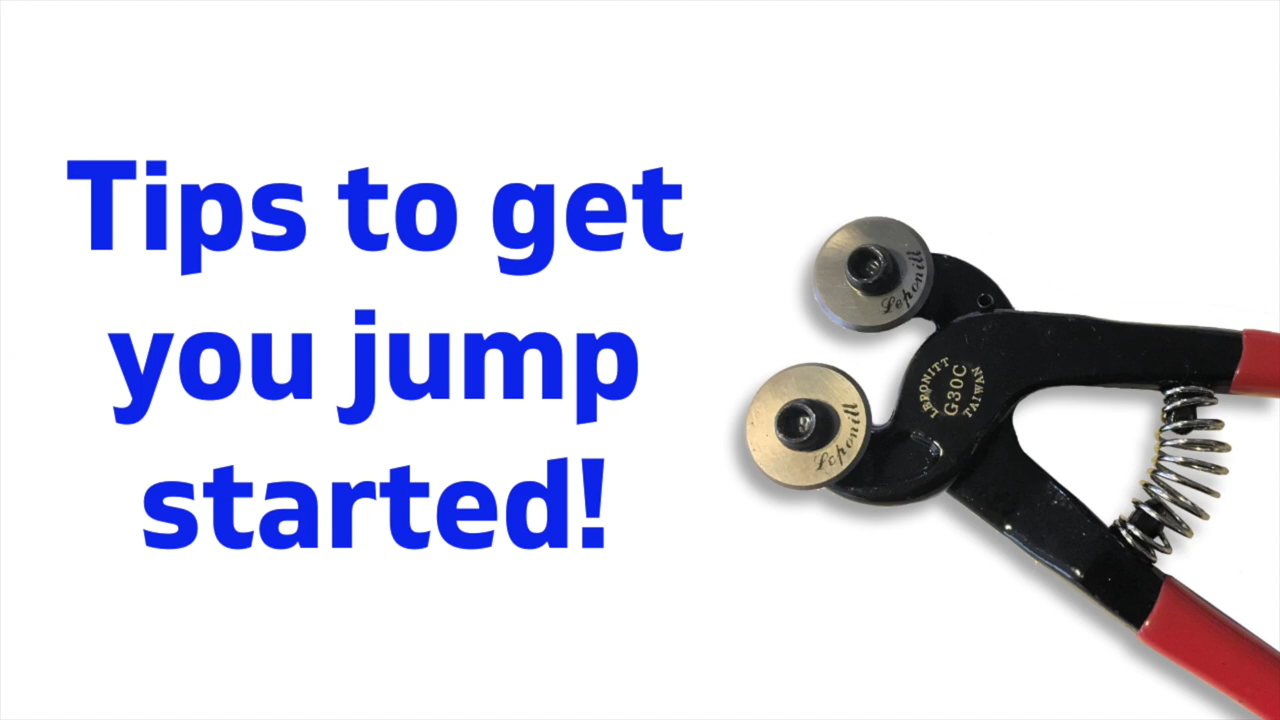 Tips to get
you jump
started!
Leponitt
Leponitt
LEPONITT
G30C
TAIWAN